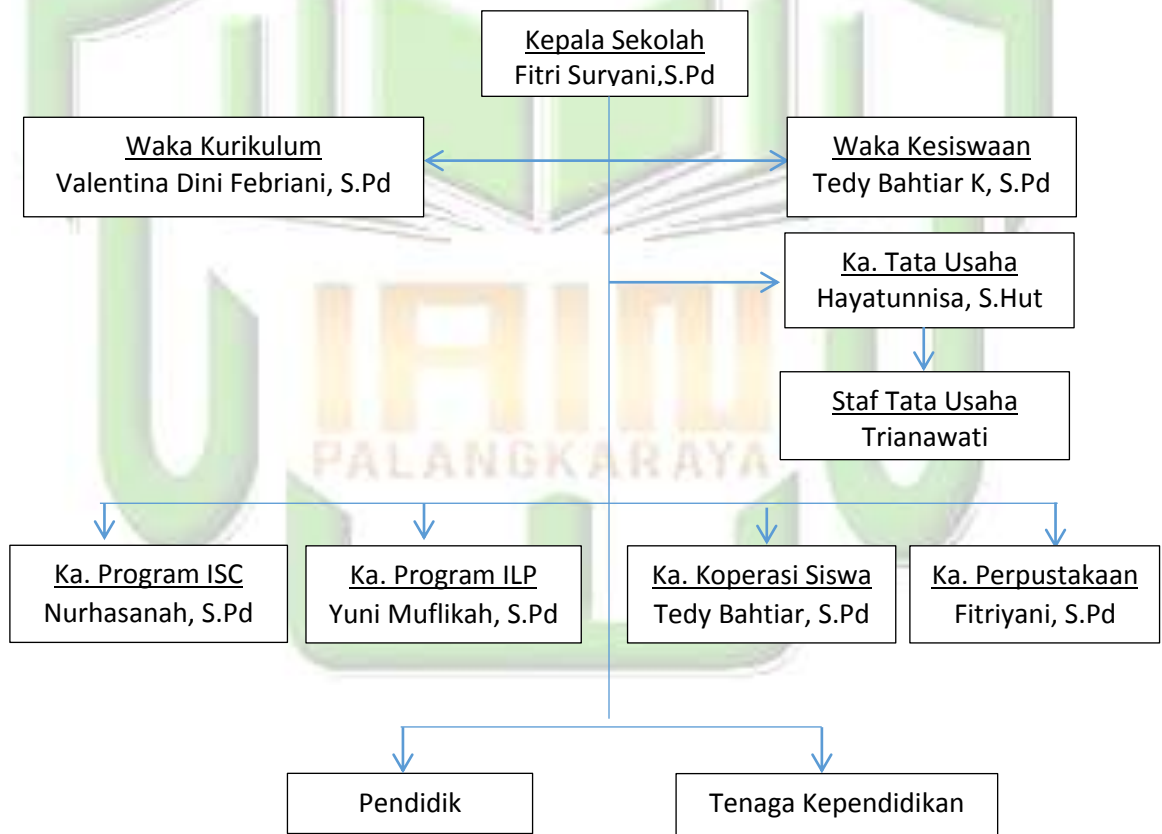 Kepala Sekolah
Fitri Suryani,S.Pd
Waka Kurikulum
Valentina Dini Febriani, S.Pd
Waka Kesiswaan
Tedy Bahtiar K, S.Pd
Ka. Tata Usaha
Hayatunnisa, S.Hut
Staf Tata Usaha
Trianawati
IAIN
PALANGKARAYA
Ka. Program ISC
Nurhasanah, S.Pd
Ka. Program ILP
Yuni Muflikah, S.Pd
Ka. Koperasi Siswa
Tedy Bahtiar, S.Pd
Ka. Perpustakaan
Fitriyani, S.Pd
Pendidik
Tenaga Kependidikan